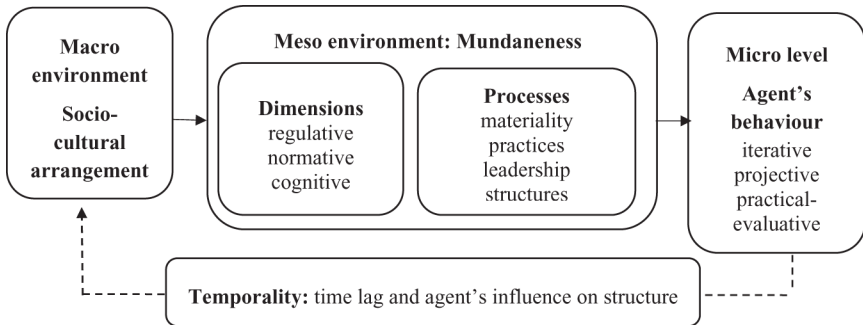 Macro
environment
Socio-
cultural
arrangement
Meso environment: Mundaneness
Dimensions
regulative
normative
cognitive
Processes
materiality
practices
leadership
structures
Micro level
Agent's
behaviour
iterative
projective
practical-
evaluative
Temporality: time lag and agent's influence on structure